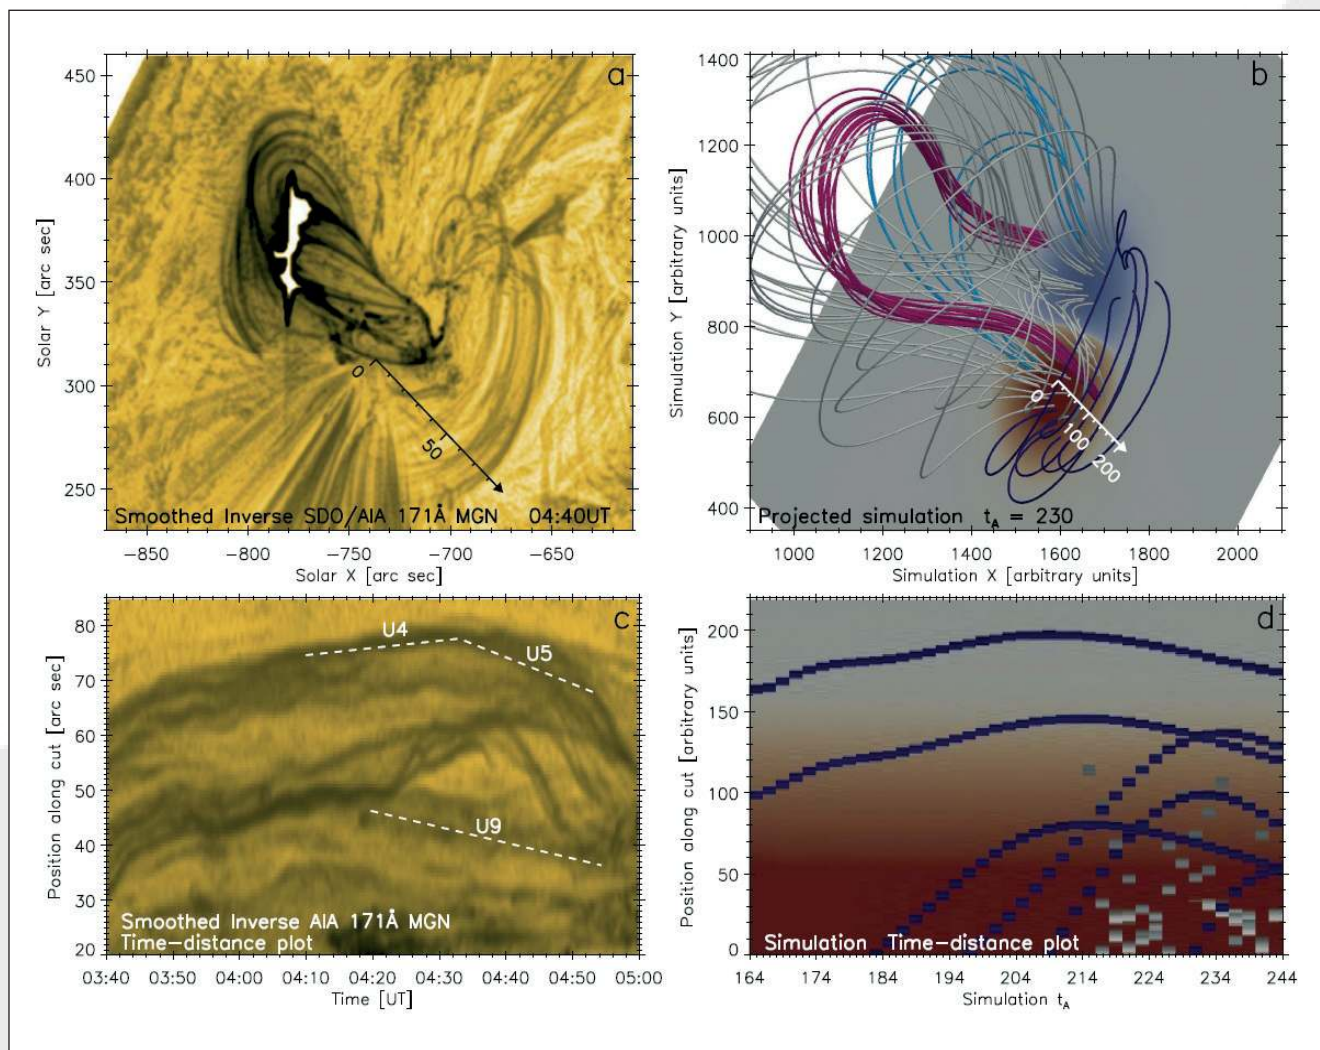 a
450
400
350
300
250
Solar Y [arc sec]
0
50
Smoothed Inverse SDO/AIA 171Å MGN 04:40UT
-850 -800 -750 -700 -650
Solar X [arc sec]
b
1400
1200
1000
800
600
400
Simulation Y [arbitrary units]
0
100
200
Projected simulation t_A = 230
1000 1200 1400 1600 1800 2000
Simulation X [arbitrary units]
c
80
70
60
50
40
30
20
Position along cut [arc sec]
U4
U5
U9
Smoothed Inverse AIA 171Å MGN
Time-distance plot
03:40 03:50 04:00 04:10 04:20 04:30 04:40 04:50 05:00
Time [UT]
d
200
150
100
50
0
Position along cut [arbitrary units]
Simulation Time-distance plot
164 174 184 194 204 214 224 234 244
Simulation t_A